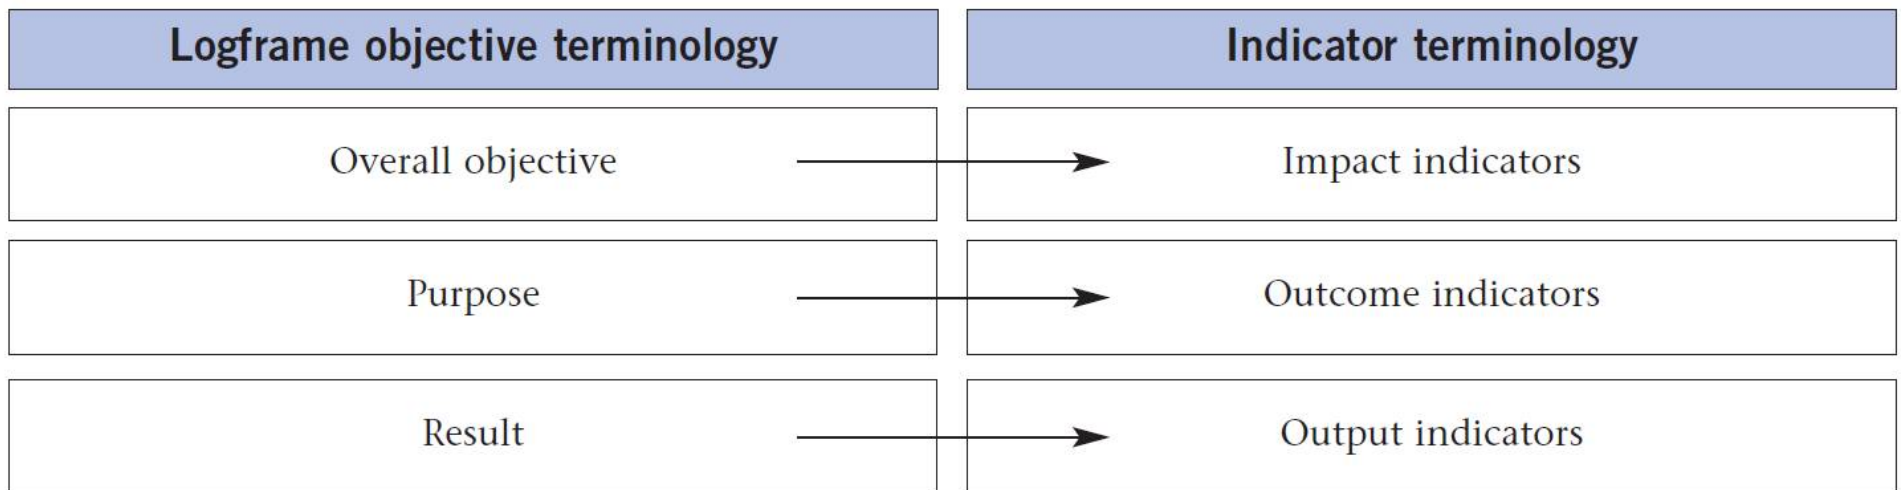 Logframe objective terminology
Indicator terminology
Overall objective
Impact indicators
Purpose
Outcome indicators
Result
Output indicators